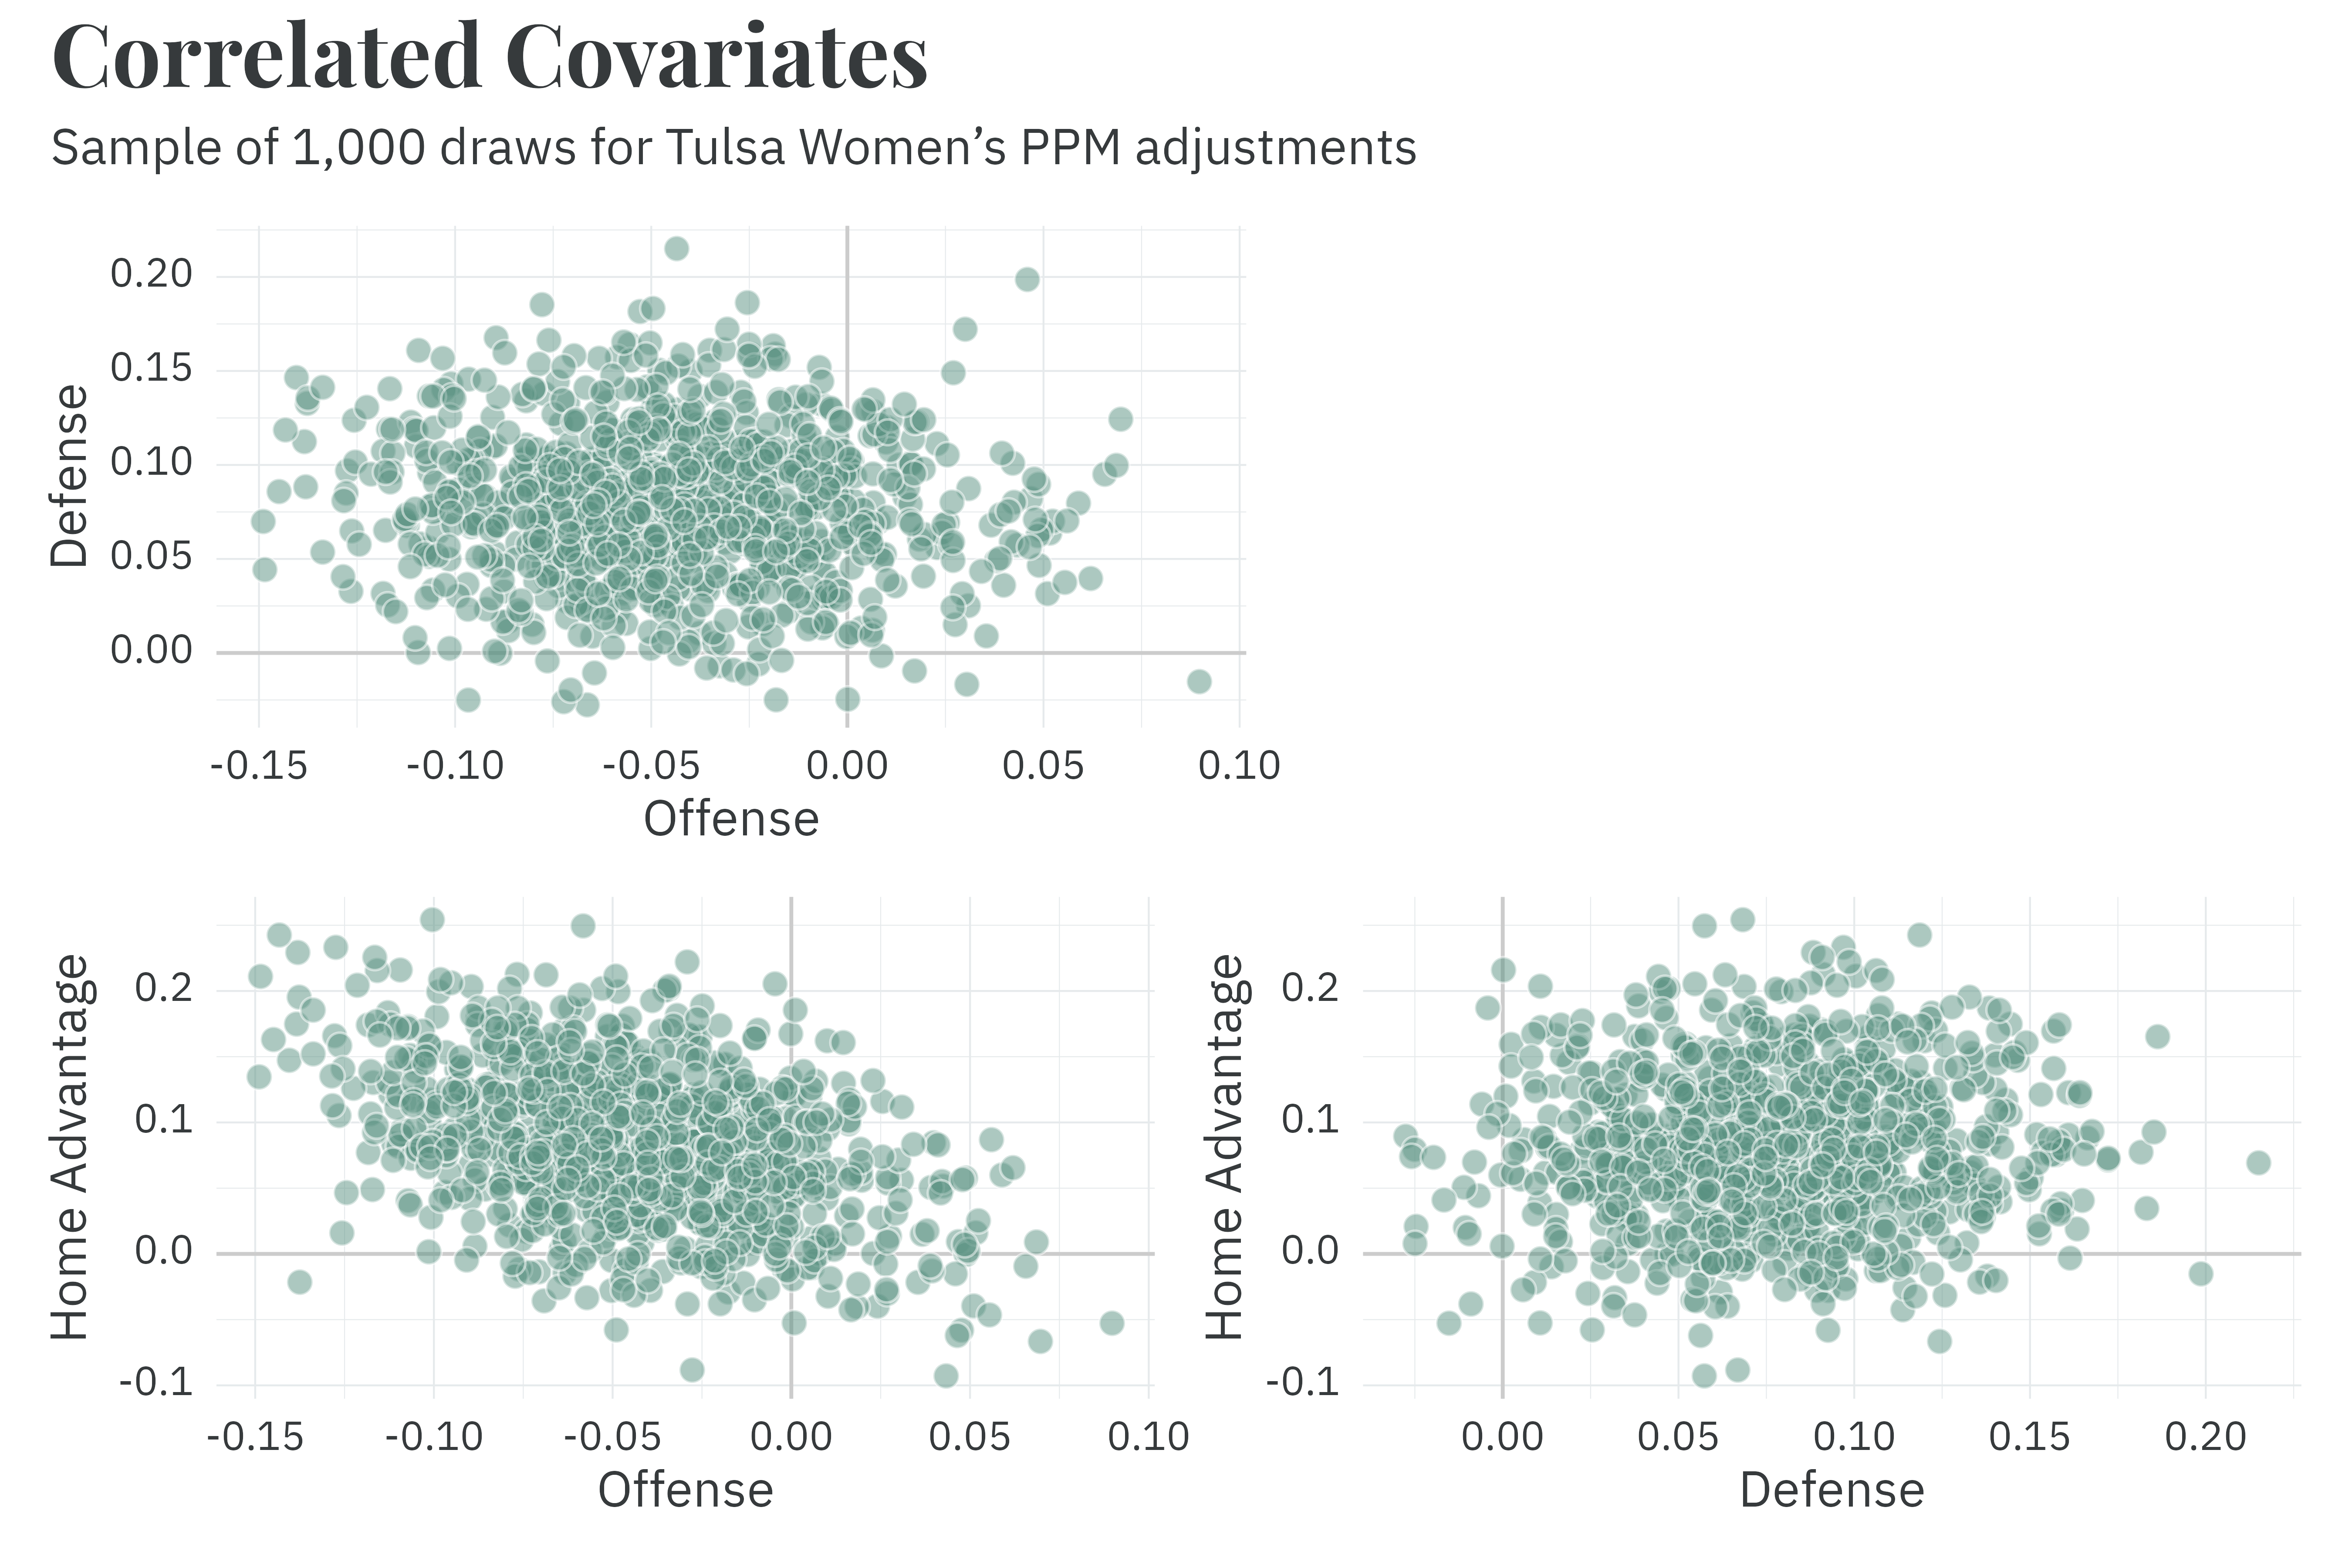 Correlated Covariates
Sample of 1,000 draws for Tulsa Women’s PPM adjustments
Defense
0.20
0.15
0.10
0.05
0.00
-0.15 -0.10 -0.05 0.00 0.05 0.10
Offense
Home Advantage
0.2
0.1
0.0
-0.1
-0.15 -0.10 -0.05 0.00 0.05 0.10
Offense
Home Advantage
0.2
0.1
0.0
-0.1
0.00 0.05 0.10 0.15 0.20
Defense